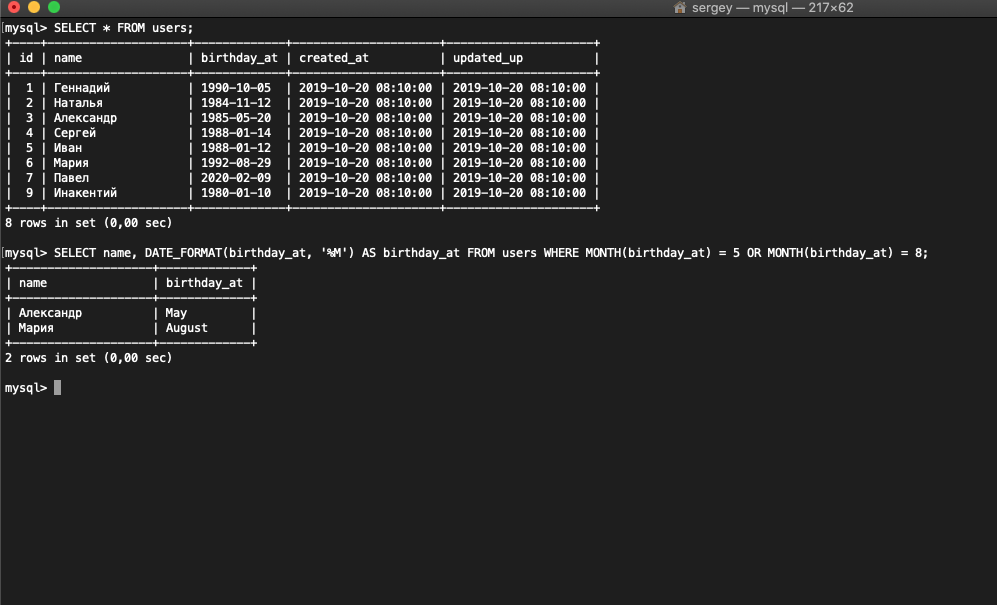 sergey — mysql — 217×62
mysql> SELECT * FROM users;
+----+---------------------+-------------+---------------------+---------------------+
| id | name | birthday_at | created_at | updated_up |
+----+---------------------+-------------+---------------------+---------------------+
| 1 | Геннадий | 1990-10-05 | 2019-10-20 08:10:00 | 2019-10-20 08:10:00 |
| 2 | Наталья | 1984-11-12 | 2019-10-20 08:10:00 | 2019-10-20 08:10:00 |
| 3 | Александр | 1985-05-20 | 2019-10-20 08:10:00 | 2019-10-20 08:10:00 |
| 4 | Сергей | 1988-01-14 | 2019-10-20 08:10:00 | 2019-10-20 08:10:00 |
| 5 | Иван | 1988-01-12 | 2019-10-20 08:10:00 | 2019-10-20 08:10:00 |
| 6 | Мария | 1992-08-29 | 2019-10-20 08:10:00 | 2019-10-20 08:10:00 |
| 7 | Павел | 2020-02-09 | 2019-10-20 08:10:00 | 2019-10-20 08:10:00 |
| 9 | Инакентий | 1980-01-10 | 2019-10-20 08:10:00 | 2019-10-20 08:10:00 |
+----+---------------------+-------------+---------------------+---------------------+
8 rows in set (0,00 sec)
mysql> SELECT name, DATE_FORMAT(birthday_at, '%M') AS birthday_at FROM users WHERE MONTH(birthday_at) = 5 OR MONTH(birthday_at) = 8;
+--------------------+-------------+
| name | birthday_at |
+--------------------+-------------+
| Александр | May |
| Мария | August |
+--------------------+-------------+
2 rows in set (0,00 sec)
mysql>